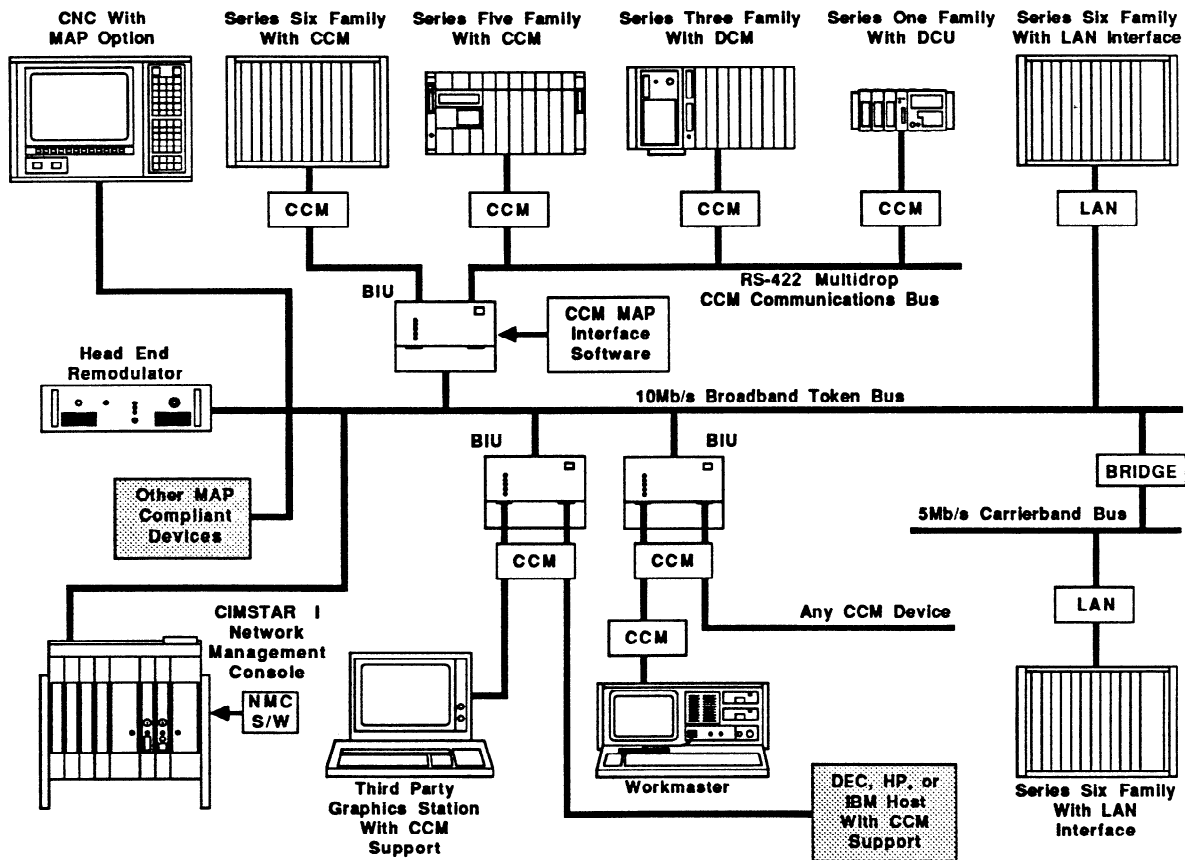 CNC With
MAP Option
Series Six Family
With CCM
Series Five Family
With CCM
Series Three Family
With DCM
Series One Family
With DCU
Series Six Family
With LAN Interface
CCM
CCM
CCM
CCM
LAN
RS-422 Multidrop
CCM Communications Bus
BIU
CCM MAP
Interface
Software
Head End
Remodulator
10Mb/s Broadband Token Bus
BIU
BIU
BRIDGE
Other MAP
Compliant
Devices
5Mb/s Carrierband Bus
CCM
CCM
LAN
Any CCM Device
CCM
CIMSTAR I
Network
Management
Console
NMC
S/W
Third Party
Graphics Station
With CCM
Support
Workmaster
DEC, HP, or
IBM Host
With CCM
Support
Series Six Family
With LAN
Interface